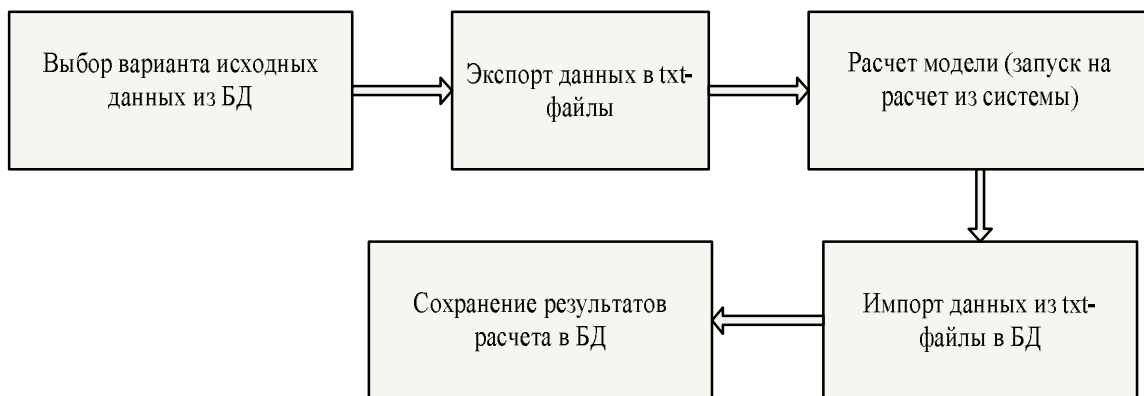 Выбор варианта исходных
данных из БД
Экспорт данных в txt-
файлы
Расчет модели (запуск на
расчет из системы)
Импорт данных из txt-
файлы в БД
Сохранение результатов
расчета в БД